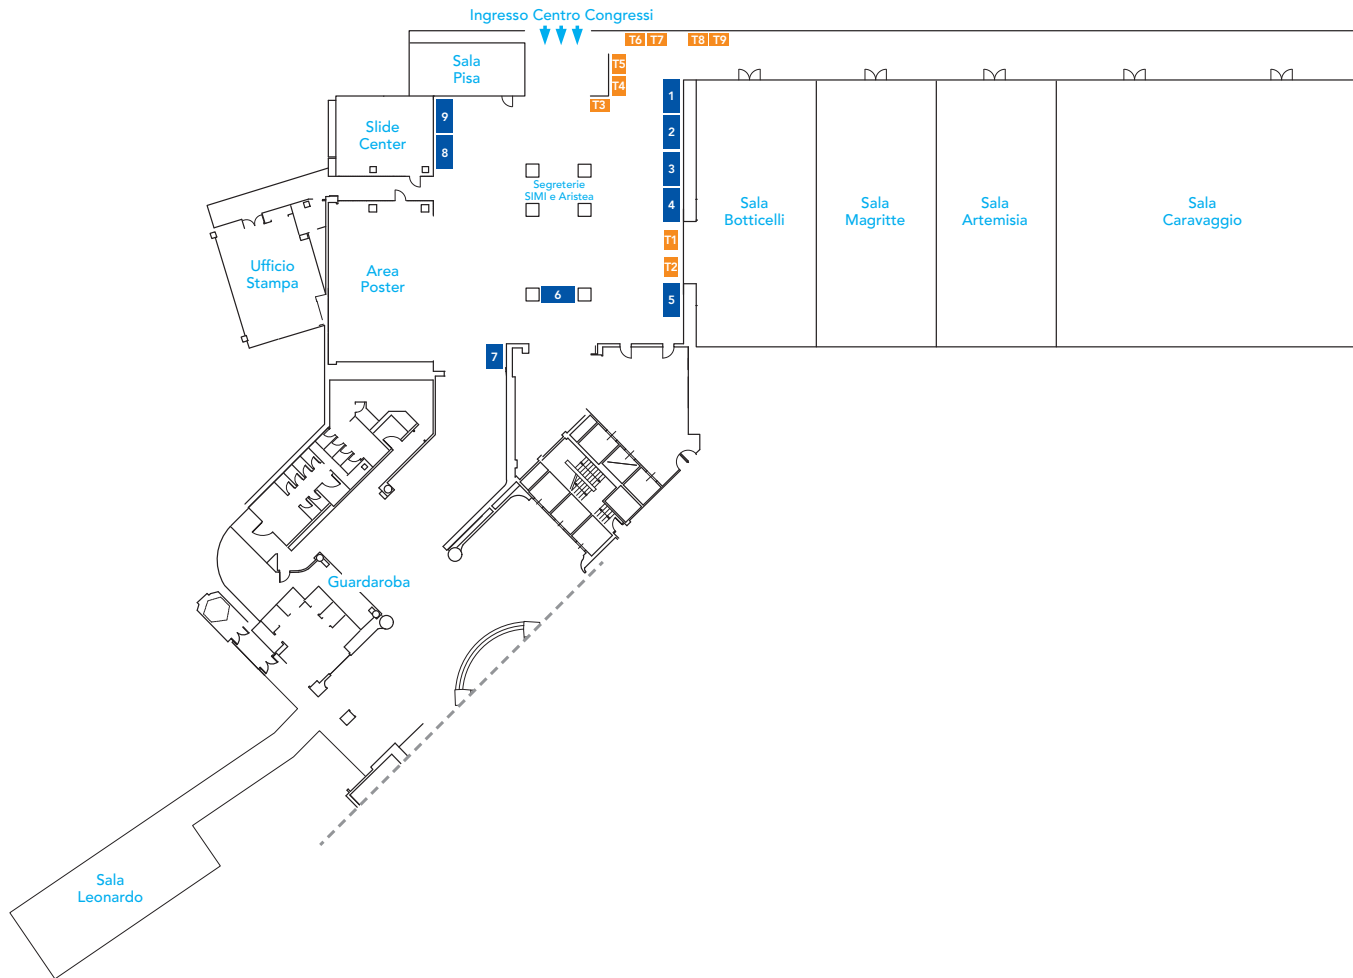 Ingresso Centro Congressi
T6
T7
T8
T9
Sala
Pisa
T5
T4
T3
1
2
3
4
9
8
Slide
Center
Segreterie
SIMI e Aristea
Sala
Botticelli
Sala
Magritte
Sala
Artemisia
Sala
Caravaggio
T1
T2
5
Ufficio
Stampa
Area
Poster
6
7
Guardaroba
Sala
Leonardo